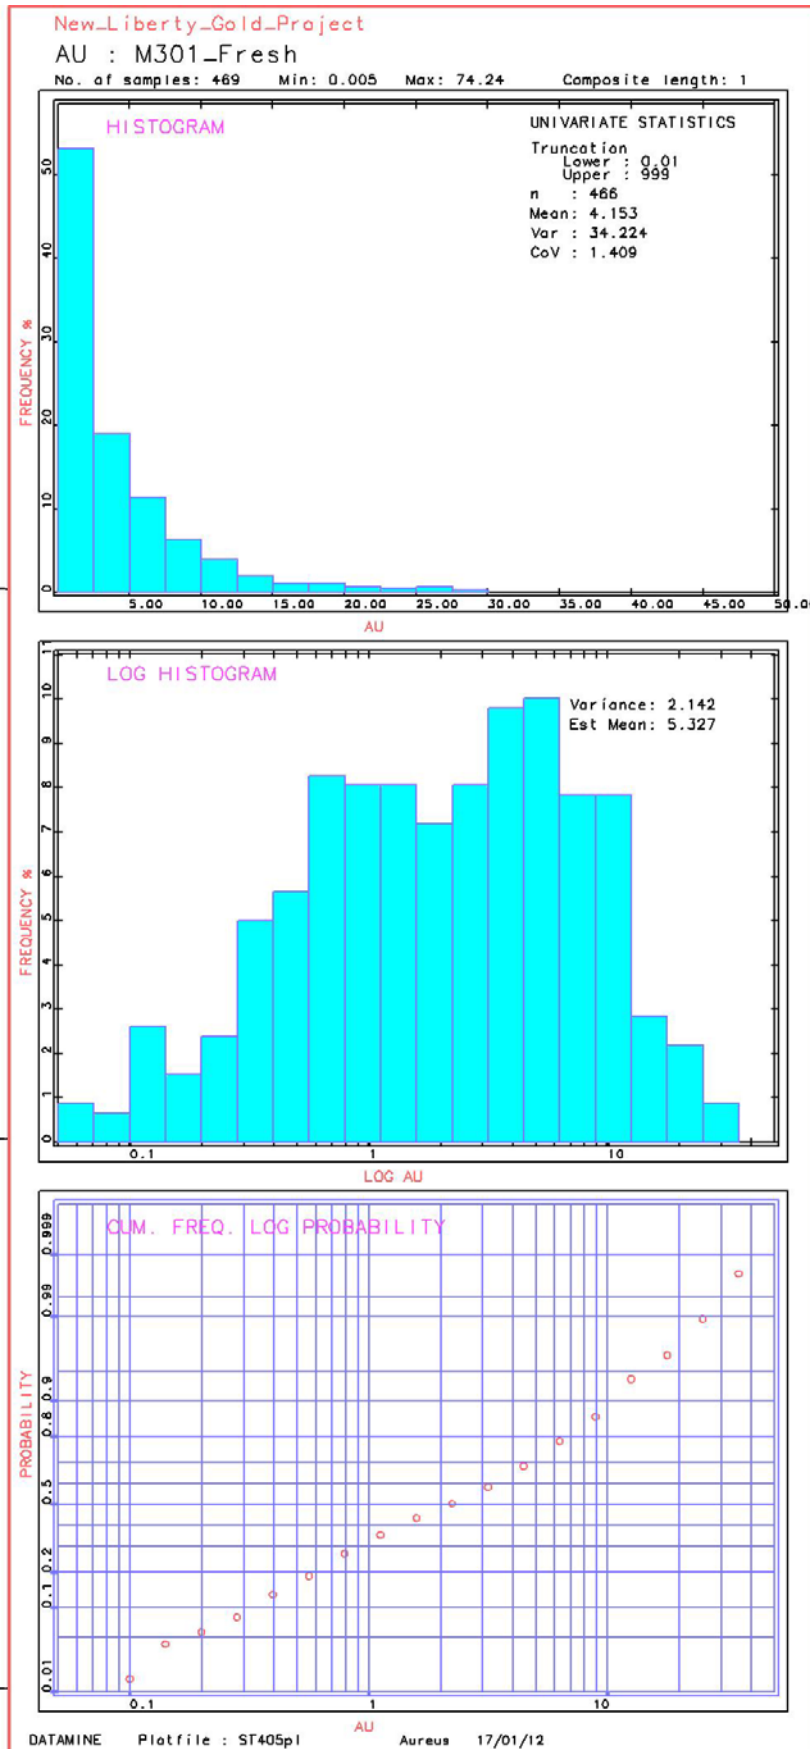 New_Liberty_Gold_Project
AU : M301_Fresh
No. of samples: 469 Min: 0.005 Max: 74.24 Composite length: 1
HISTOGRAM
UNIVARIATE STATISTICS
Truncation
Lower : 0.01
Upper : 999
n : 466
Mean: 4.153
Var : 34.224
CoV : 1.409
FREQUENCY %
50
40
30
20
10
0
5.00 10.00 15.00 20.00 25.00 30.00 35.00 40.00 45.00 50.0
AU
LOG HISTOGRAM
Variance: 2.142
Est Mean: 5.327
FREQUENCY %
11
10
9
8
7
6
5
4
3
2
1
0
0.1 1 10
LOG AU
CUM. FREQ. LOG PROBABILITY
PROBABILITY
0.999
0.99
0.9
0.8
0.5
0.2
0.1
0.01
0.1 1 10
AU
DATAMINE Plotfile : ST405pl Aureus 17/01/12